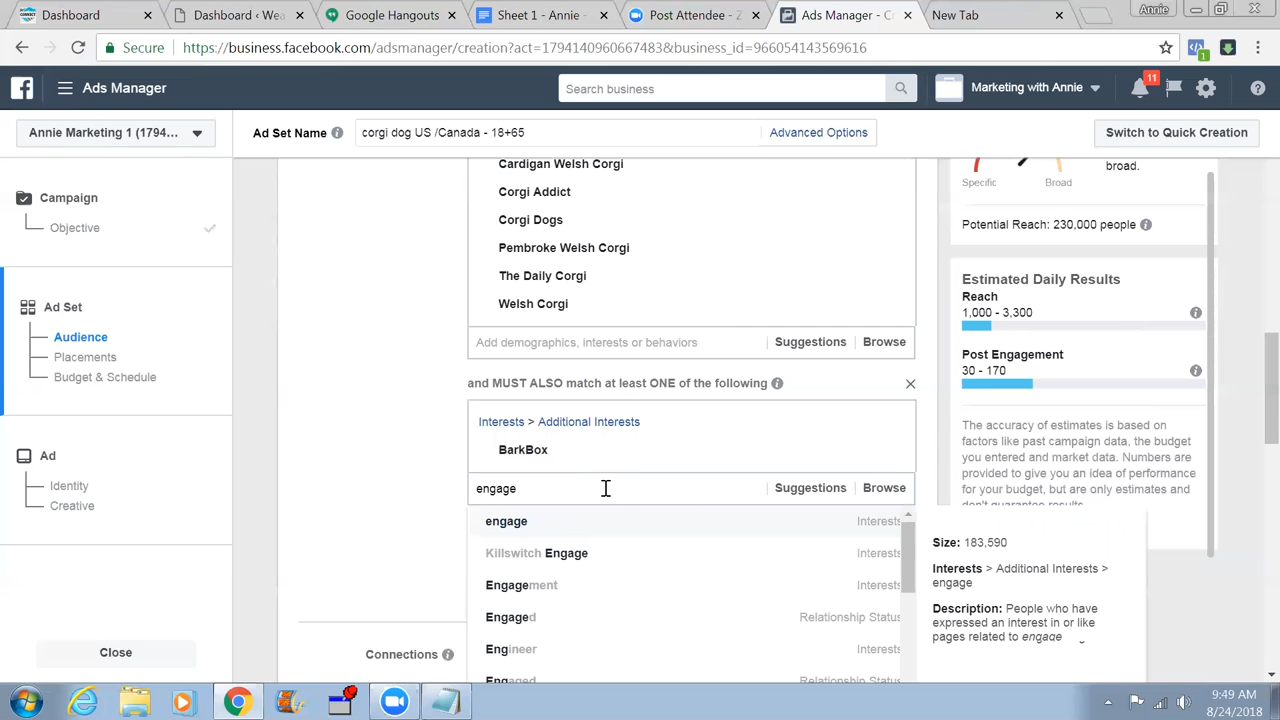 Dashboard
Dashboard ‹ Wea
Google Hangouts
Sheet 1 - Annie -
Post Attendee - Z
Ads Manager - Cr
New Tab
Annie
Secure
https://business.facebook.com/adsmanager/creation?act=1794140960667483&business_id=966054143569616
1
Ads Manager
Search business
Marketing with Annie
11
Annie Marketing 1 (1794...
Ad Set Name
corgi dog US /Canada - 18+65
Advanced Options
Switch to Quick Creation
Campaign
Objective
Ad Set
Audience
Placements
Budget & Schedule
Ad
Identity
Creative
Close
Cardigan Welsh Corgi
Corgi Addict
Corgi Dogs
Pembroke Welsh Corgi
The Daily Corgi
Welsh Corgi
Add demographics, interests or behaviors
Suggestions
Browse
and MUST ALSO match at least ONE of the following
Interests > Additional Interests
BarkBox
engage
Suggestions
Browse
engage Interests
Killswitch Engage Interests
Engagement Interests
Engaged Relationship Status
Engineer Interests
Engaged
Connections
broad.
Specific
Broad
Potential Reach: 230,000 people
Estimated Daily Results
Reach
1,000 - 3,300
Post Engagement
30 - 170
The accuracy of estimates is based on
factors like past campaign data, the budget
you entered and market data. Numbers are
provided to give you an idea of performance
for your budget, but are only estimates and
don't guarantee results.
Size: 183,590
Interests > Additional Interests >
engage
Description: People who have
expressed an interest in or like
pages related to engage
9:49 AM
8/24/2018